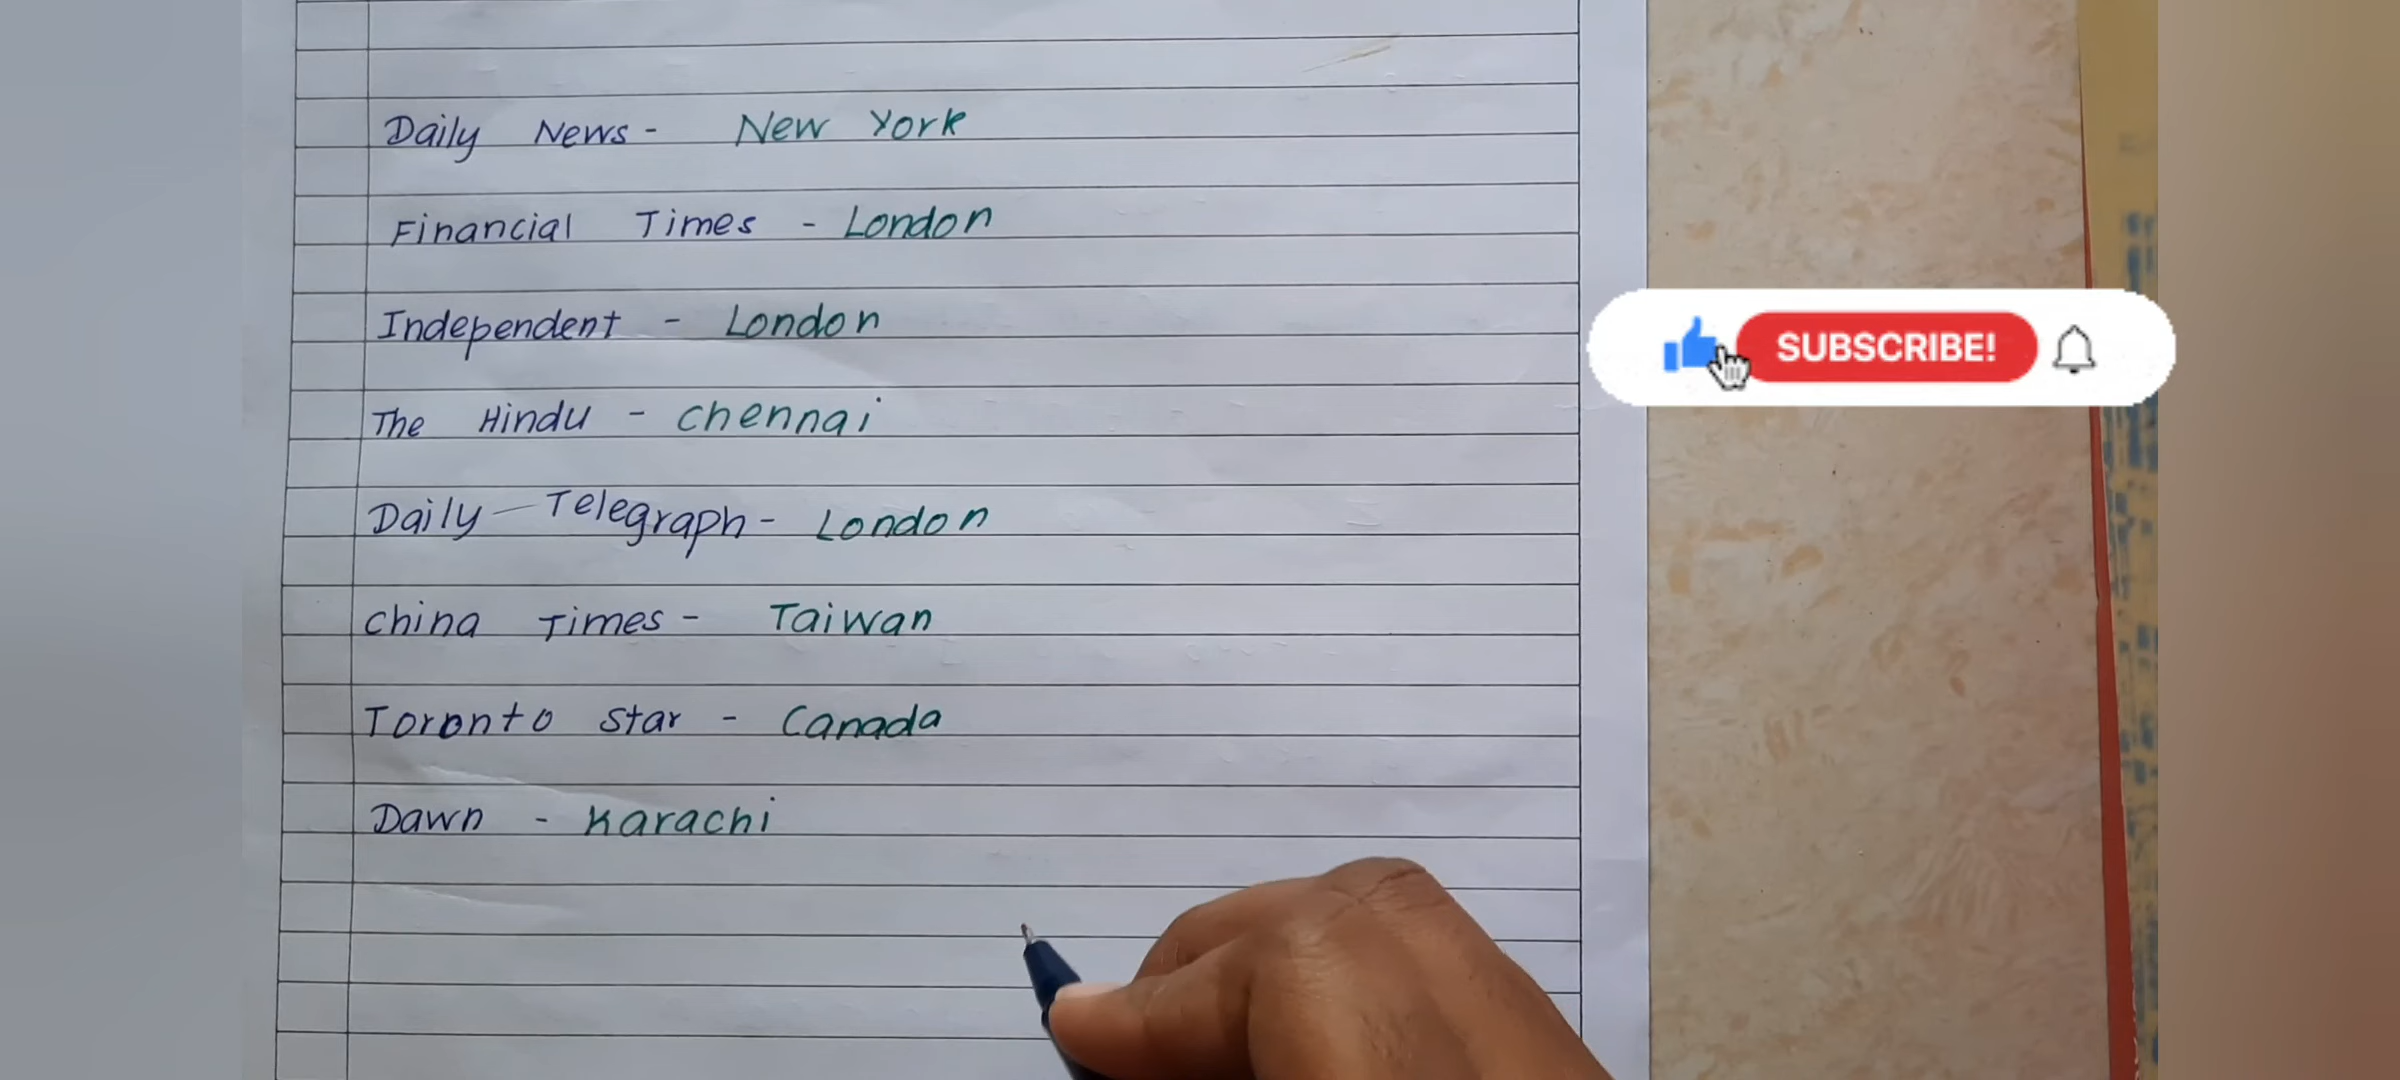 Daily News - New York
Financial Times - London
Independent - London
The Hindu - Chennai
SUBSCRIBE!
Daily - Telegraph - London
China Times - Taiwan
Toronto Star - Canada
Dawn - Karachi